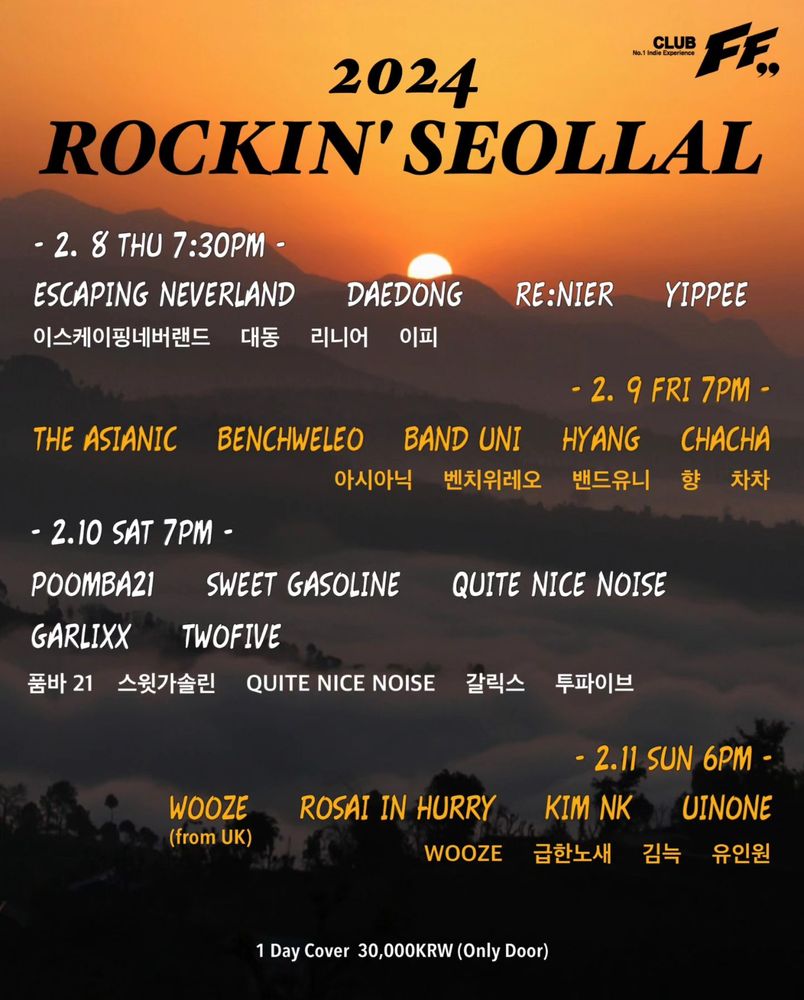 CLUB FF
No.1 Indie Experience
2024
ROCKIN' SEOLLAL
- 2. 8 THU 7:30PM -
ESCAPING NEVERLAND DAEDONG RE:NIER YIPPEE
이스케이핑네버랜드 대동 리니어 이피
- 2. 9 FRI 7PM -
THE ASIANIC BENCHWELEO BAND UNI HYANG CHACHA
아시아닉 벤치위레오 밴드유니 향 차차
- 2.10 SAT 7PM -
POOMBA21 SWEET GASOLINE QUITE NICE NOISE
GARLIXX TWOFIVE
품바 21 스윗가솔린 QUITE NICE NOISE 갈릭스 투파이브
- 2.11 SUN 6PM -
WOOZE ROSAI IN HURRY KIM NK UINONE
(from UK)
WOOZE 급한노새 김늑 유인원
1 Day Cover 30,000KRW (Only Door)